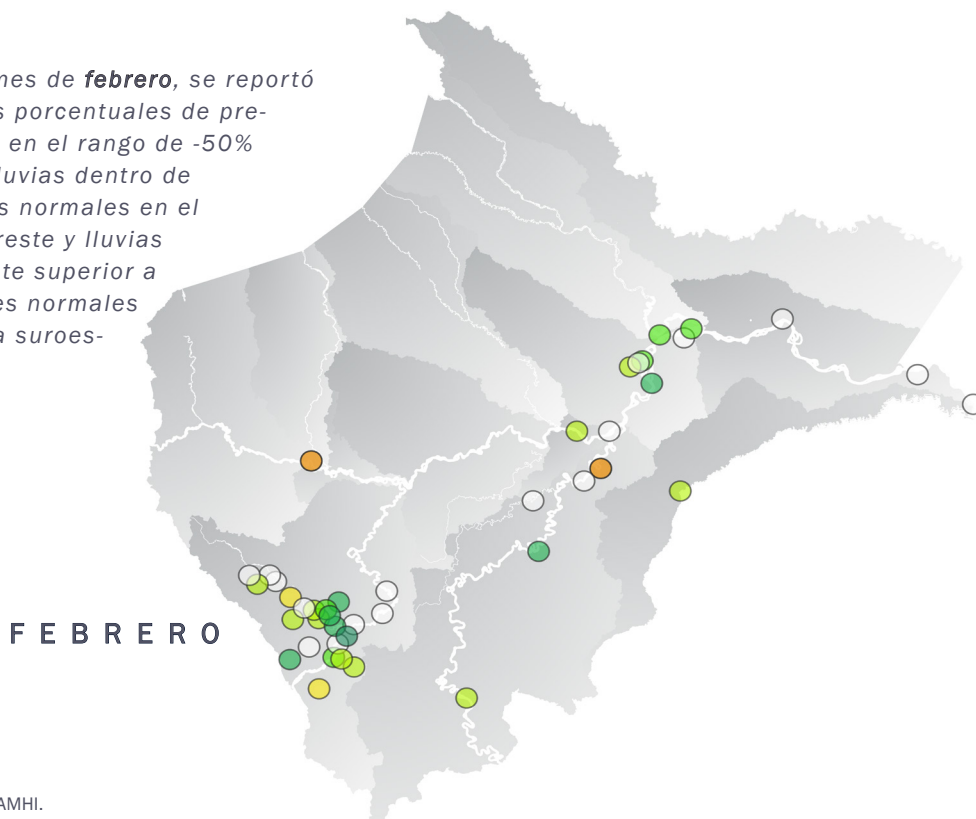 mes de febrero, se reportó
s porcentuales de pre-
en el rango de -50%
luvias dentro de
s normales en el
reste y lluvias
te superior a
es normales
a suroes-
FEBRERO
AMHI.